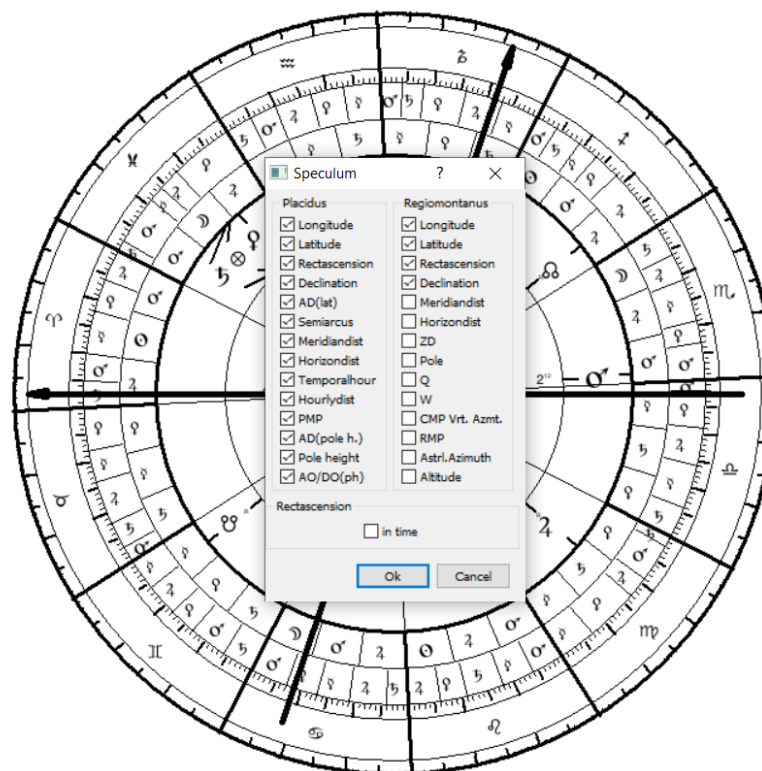 Speculum ? 
Placidus
Longitude
Latitude
Rectascension
Declination
AD(lat)
Semiarcus
Meridiandist
Horizondist
Temporalhour
Hourlydist
PMP
AD(pole h.)
Pole height
AO/DO(ph)
Regiomontanus
Longitude
Latitude
Rectascension
Declination
Meridiandist
Horizondist
ZD
Pole
Q
W
CMP Vrt. Azmt.
RMP
Astrl.Azimuth
Altitude
Rectascension
in time
Ok
Cancel
2¹²